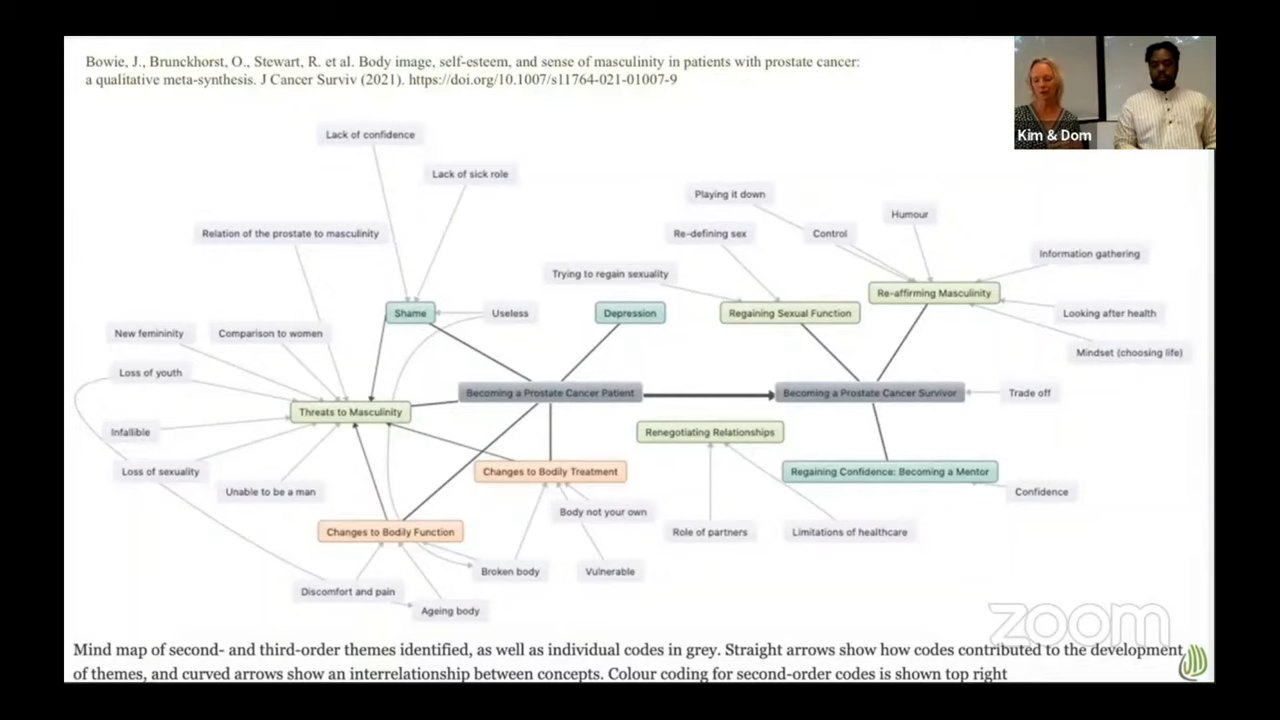 Bowie, J., Brunckhorst, O., Stewart, R. et al. Body image, self-esteem, and sense of masculinity in patients with prostate cancer:
a qualitative meta-synthesis. J Cancer Surviv (2021). https://doi.org/10.1007/s11764-021-01007-9
Kim & Dom
Lack of confidence
Lack of sick role
Playing it down
Humour
Relation of the prostate to masculinity
Re-defining sex
Control
Information gathering
Trying to regain sexuality
Re-affirming Masculinity
Shame
Useless
Depression
Regaining Sexual Function
Looking after health
New femininity
Comparison to women
Mindset (choosing life)
Loss of youth
Becoming a Prostate Cancer Patient
Becoming a Prostate Cancer Survivor
Trade off
Threats to Masculinity
Infallible
Renegotiating Relationships
Loss of sexuality
Changes to Bodily Treatment
Regaining Confidence: Becoming a Mentor
Unable to be a man
Confidence
Body not your own
Changes to Bodily Function
Role of partners
Limitations of healthcare
Broken body
Vulnerable
Discomfort and pain
Ageing body
zoom
Mind map of second- and third-order themes identified, as well as individual codes in grey. Straight arrows show how codes contributed to the development
of themes, and curved arrows show an interrelationship between concepts. Colour coding for second-order codes is shown top right